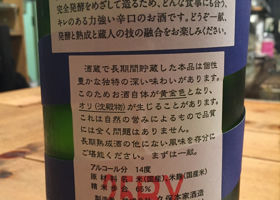 完全発酵をめざして造るため、どんな食事にも合う、
キレのある力強い辛口のお酒です。どうぞ一献、
発酵と熟成と蔵人の技の融合をお楽しみください。
酒蔵で長期間貯蔵された本品は個性
豊かな独特の深い味わいがあります。
このためお酒自体が黄金色となり、
オリ(沈殿物)が生じることがあります。
これは自然の営みによるもので品質
には全く問題がありません。
長期熟成酒の他にない風味を存分に
ご堪能ください。まずは一献。
アルコール分 14度
原材料名 米(国産)、米麹(国産米)
精米歩合 65%
久保本家酒造